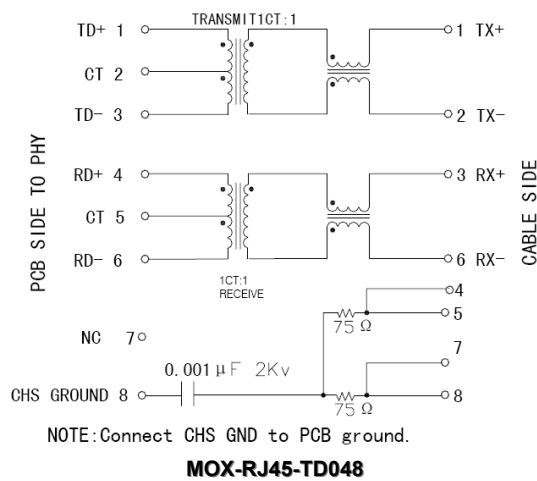 TRANSMIT1CT:1
TD+ 1
1 TX+
CT 2
TD- 3
2 TX-
PCB SIDE TO PHY
CABLE SIDE
RD+ 4
3 RX+
CT 5
RD- 6
6 RX-
1CT:1
RECEIVE
4
5
75 Ω
NC 7
7
0.001μF 2Kv
CHS GROUND 8
8
75 Ω
NOTE:Connect CHS GND to PCB ground.
MOX-RJ45-TD048